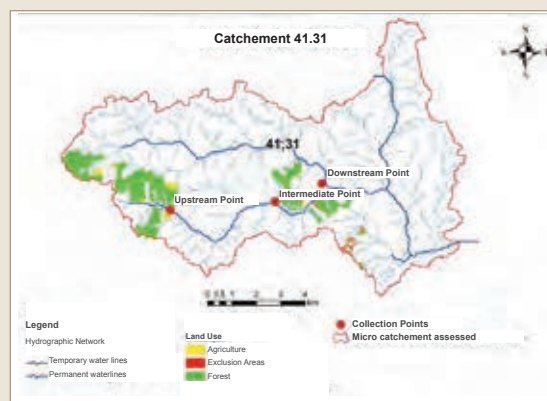 Catchement 41.31
41,31
Downstream Point
Intermediate Point
Upstream Point
Legend
Hydrographic Network
Temporary water lines
Permanent waterlines
Land Use
Agriculture
Exclusion Areas
Forest
Collection Points
Micro catchement assessed